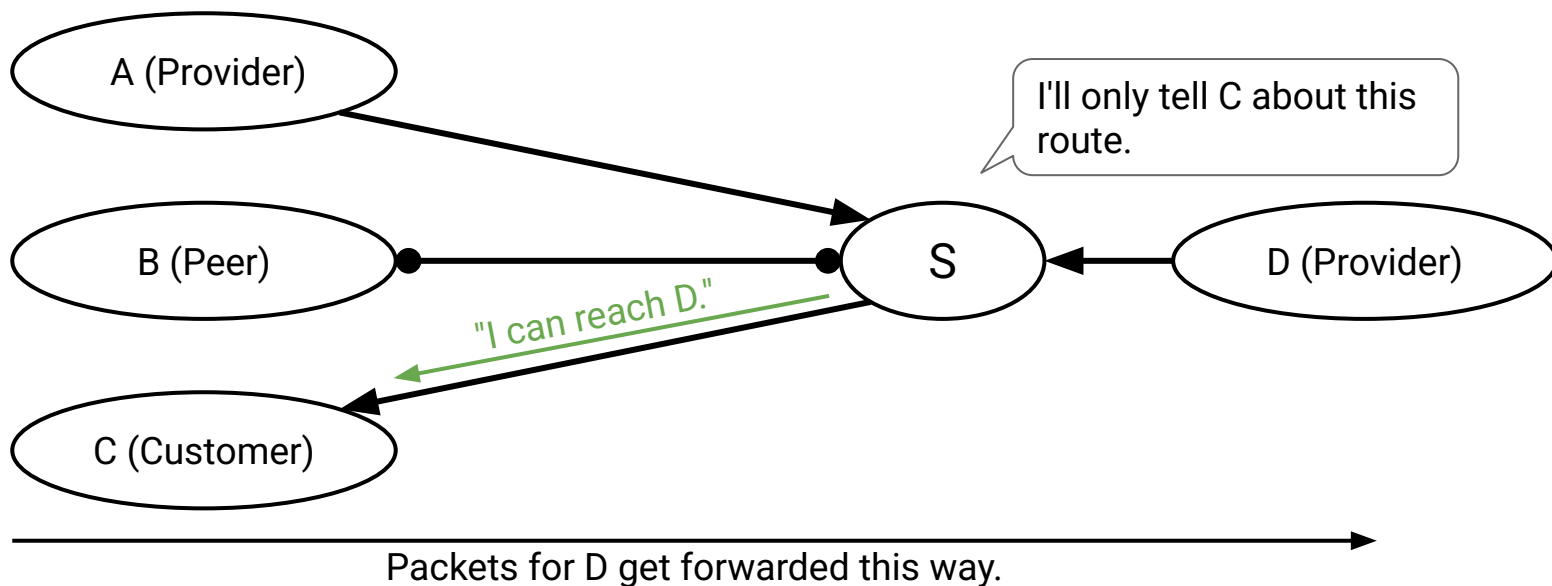 A (Provider)
I'll only tell C about this
route.
B (Peer)
S
D (Provider)
"I can reach D."
C (Customer)
Packets for D get forwarded this way.